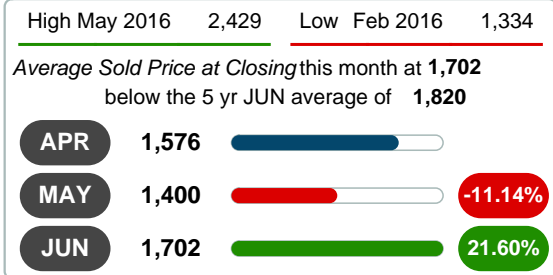 High May 2016 2,429 Low Feb 2016 1,334
Average Sold Price at Closing this month at 1,702
below the 5 yr JUN average of 1,820
APR 1,576
MAY 1,400 -11.14%
JUN 1,702 21.60%